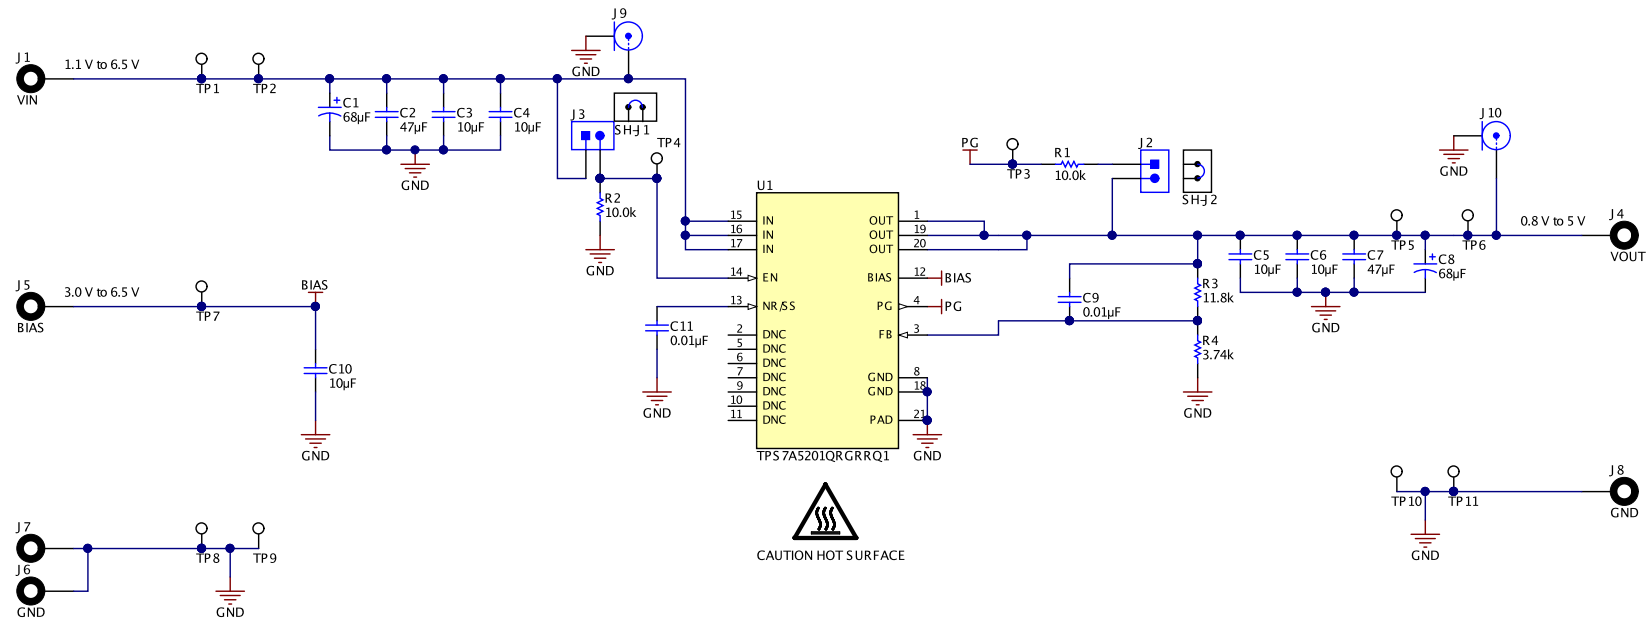 J9
GND
J1
1.1 V to 6.5 V
VIN
TP1
TP2
C1
68µF
C2
47µF
C3
10µF
C4
10µF
GND
J3
SH-J1
TP4
R2
10.0k
GND
J5
3.0 V to 6.5 V
BIAS
TP7
BIAS
C10
10µF
GND
J7
J6
GND
TP8
TP9
GND
C11
0.01µF
GND
U1
15 IN
16 IN
17 IN
14 EN
13 NR/SS
2 DNC
5 DNC
6 DNC
7 DNC
9 DNC
10 DNC
11 DNC
OUT 1
OUT 19
OUT 20
BIAS 12 BIAS
PG 4 PG
FB 3
GND 8
GND 18
PAD 21
TPS7A5201QRGRRQ1
GND
CAUTION HOT SURFACE
PG
TP3
R1
10.0k
J2
SH-J2
C9
0.01µF
R3
11.8k
R4
3.74k
GND
C5
10µF
C6
10µF
C7
47µF
C8
68µF
GND
TP5
TP6
J10
GND
0.8 V to 5 V
J4
VOUT
TP10
TP11
GND
J8
GND